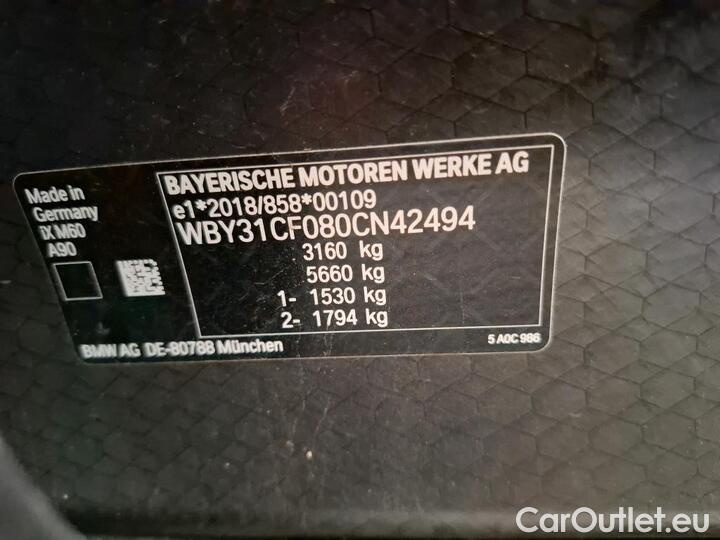 BAYERISCHE MOTOREN WERKE AG
e1*2018/858*00109
WBY31CF080CN42494
3160 kg
5660 kg
1- 1530 kg
2- 1794 kg
Made in
Germany
iX M60
A90
BMW AG DE-80788 München
5 A0C 986
CarOutlet.eu